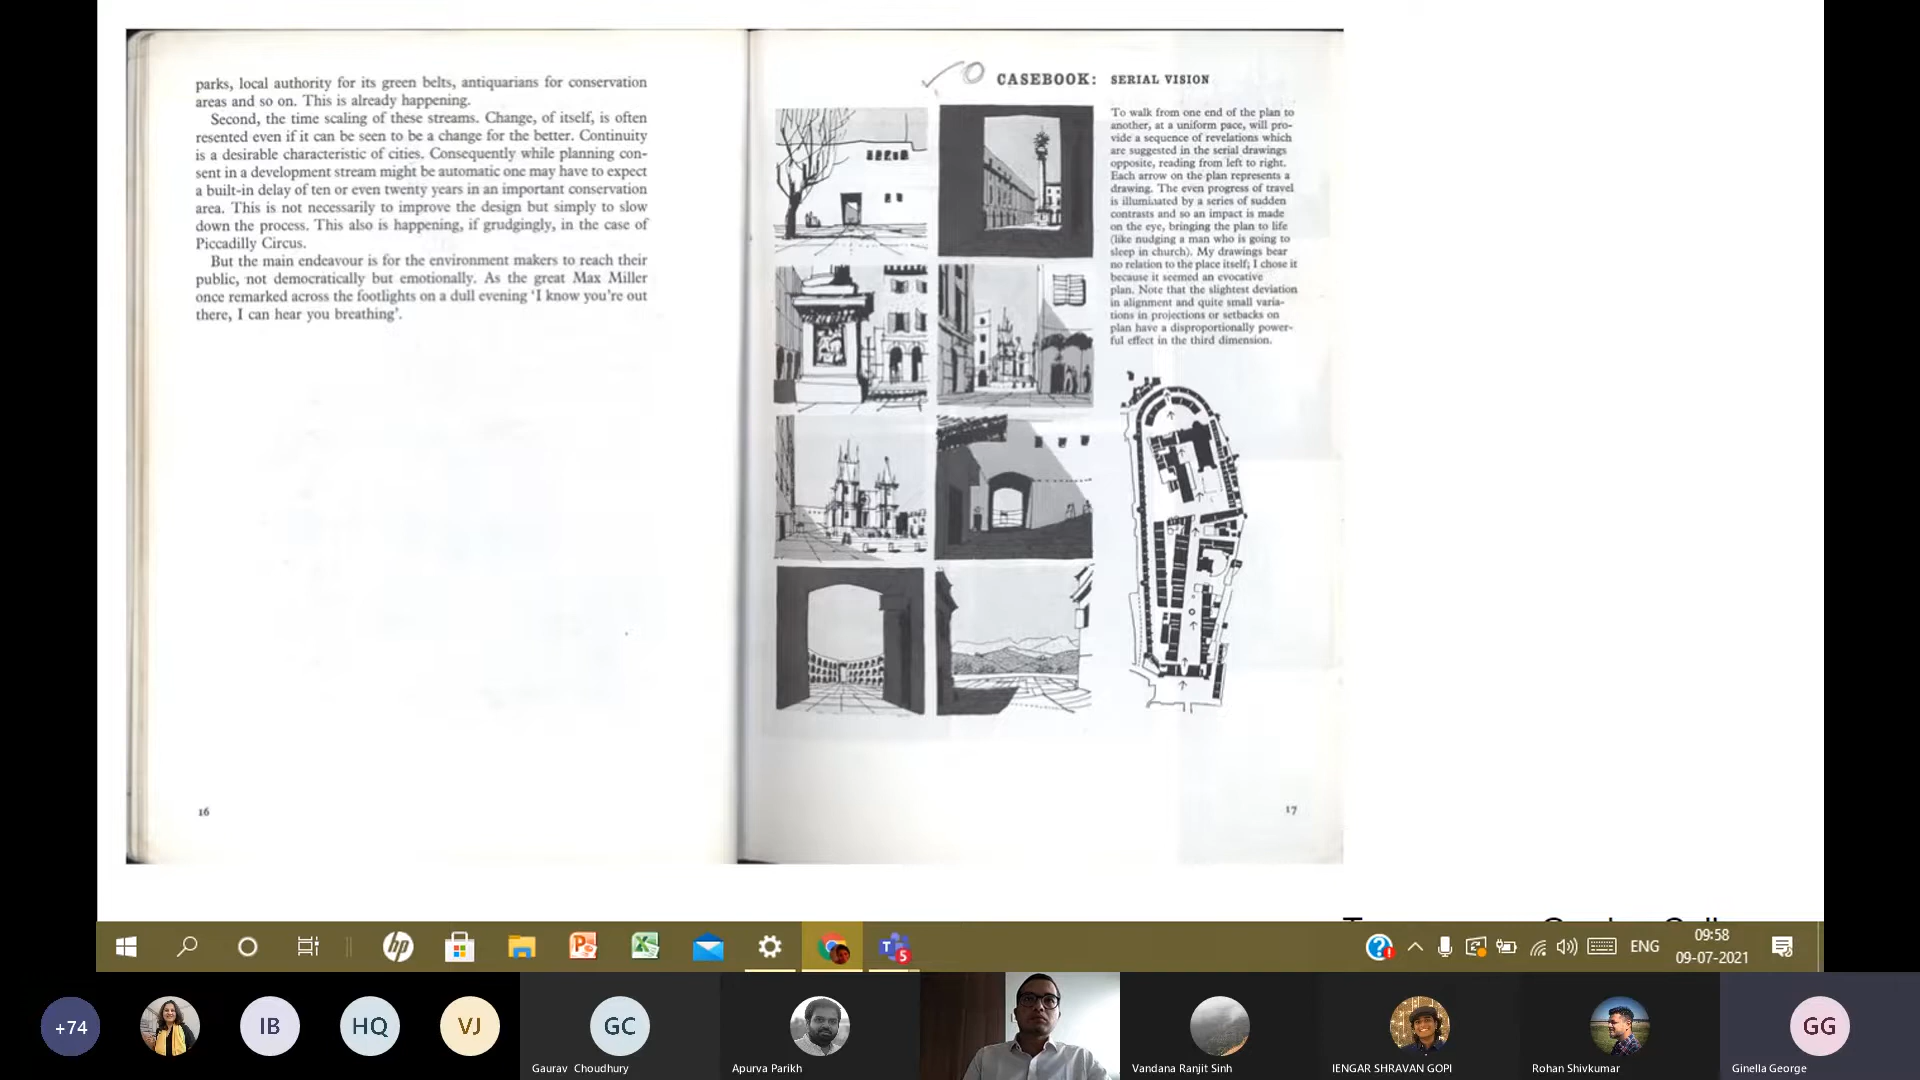 parks, local authority for its green belts, antiquarians for conservation
areas and so on. This is already happening.
Second, the time scaling of these streams. Change, of itself, is often
resented even if it can be seen to be a change for the better. Continuity
is a desirable characteristic of cities. Consequently while planning con-
sent in a development stream might be automatic one may have to expect
a built-in delay of ten or even twenty years in an important conservation
area. This is not necessarily to improve the design but simply to slow
down the process. This also is happening, if grudgingly, in the case of
Piccadilly Circus.
But the main endeavour is for the environment makers to reach their
public, not democratically but emotionally. As the great Max Miller
once remarked across the footlights on a dull evening ‘I know you’re out
there, I can hear you breathing’.
16
CASEBOOK: SERIAL VISION
To walk from one end of the plan to
another, at a uniform pace, will pro-
vide a sequence of revelations which
are suggested in the serial drawings
opposite, reading from left to right.
Each arrow on the plan represents a
drawing. The even progress of travel
is illuminated by a series of sudden
contrasts and so an impact is made
on the eye, bringing the plan to life
(like nudging a man who is going to
sleep in church). My drawings bear
no relation to the place itself; I chose it
because it seemed an evocative
plan. Note that the slightest deviation
in alignment and quite small varia-
tions in projections or setbacks on
plan have a disproportionally power-
ful effect in the third dimension.
17
hp
5
ENG
09:58
09-07-2021
+74
IB
HQ
VJ
GC
GG
Gaurav Choudhury
Apurva Parikh
Vandana Ranjit Sinh
IENGAR SHRAVAN GOPI
Rohan Shivkumar
Ginella George